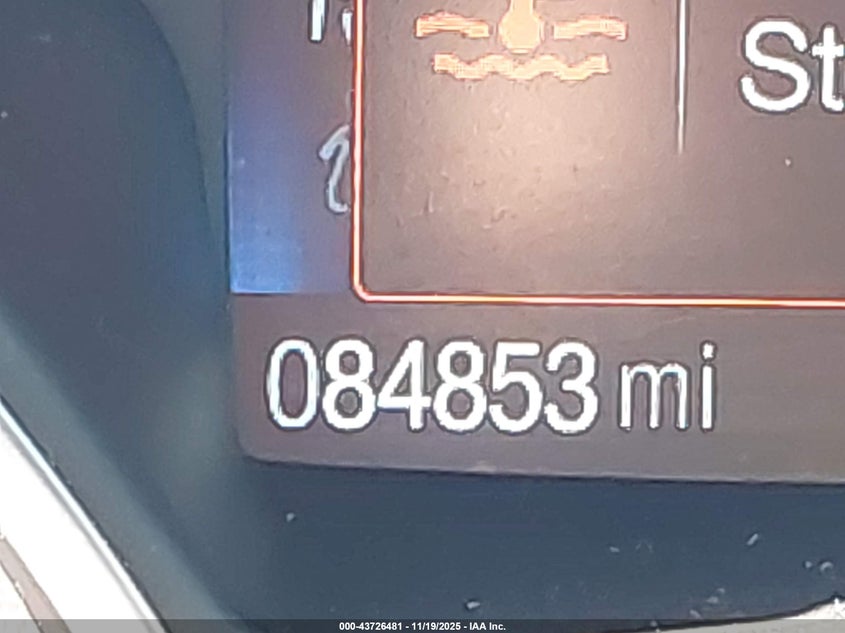 St
084853 mi
000-43726481 - 11/19/2025 - IAA Inc.